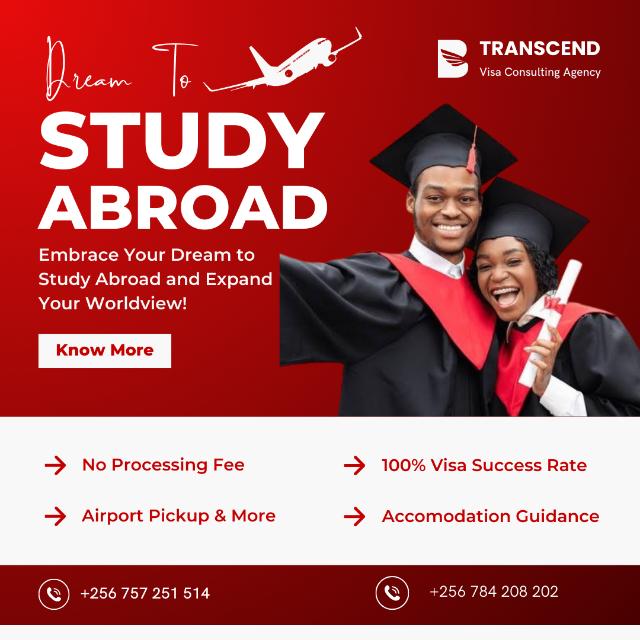 Dream To
TRANSCEND
Visa Consulting Agency
STUDY
ABROAD
Embrace Your Dream to
Study Abroad and Expand
Your Worldview!
Know More
No Processing Fee
100% Visa Success Rate
Airport Pickup & More
Accomodation Guidance
+256 757 251 514
+256 784 208 202